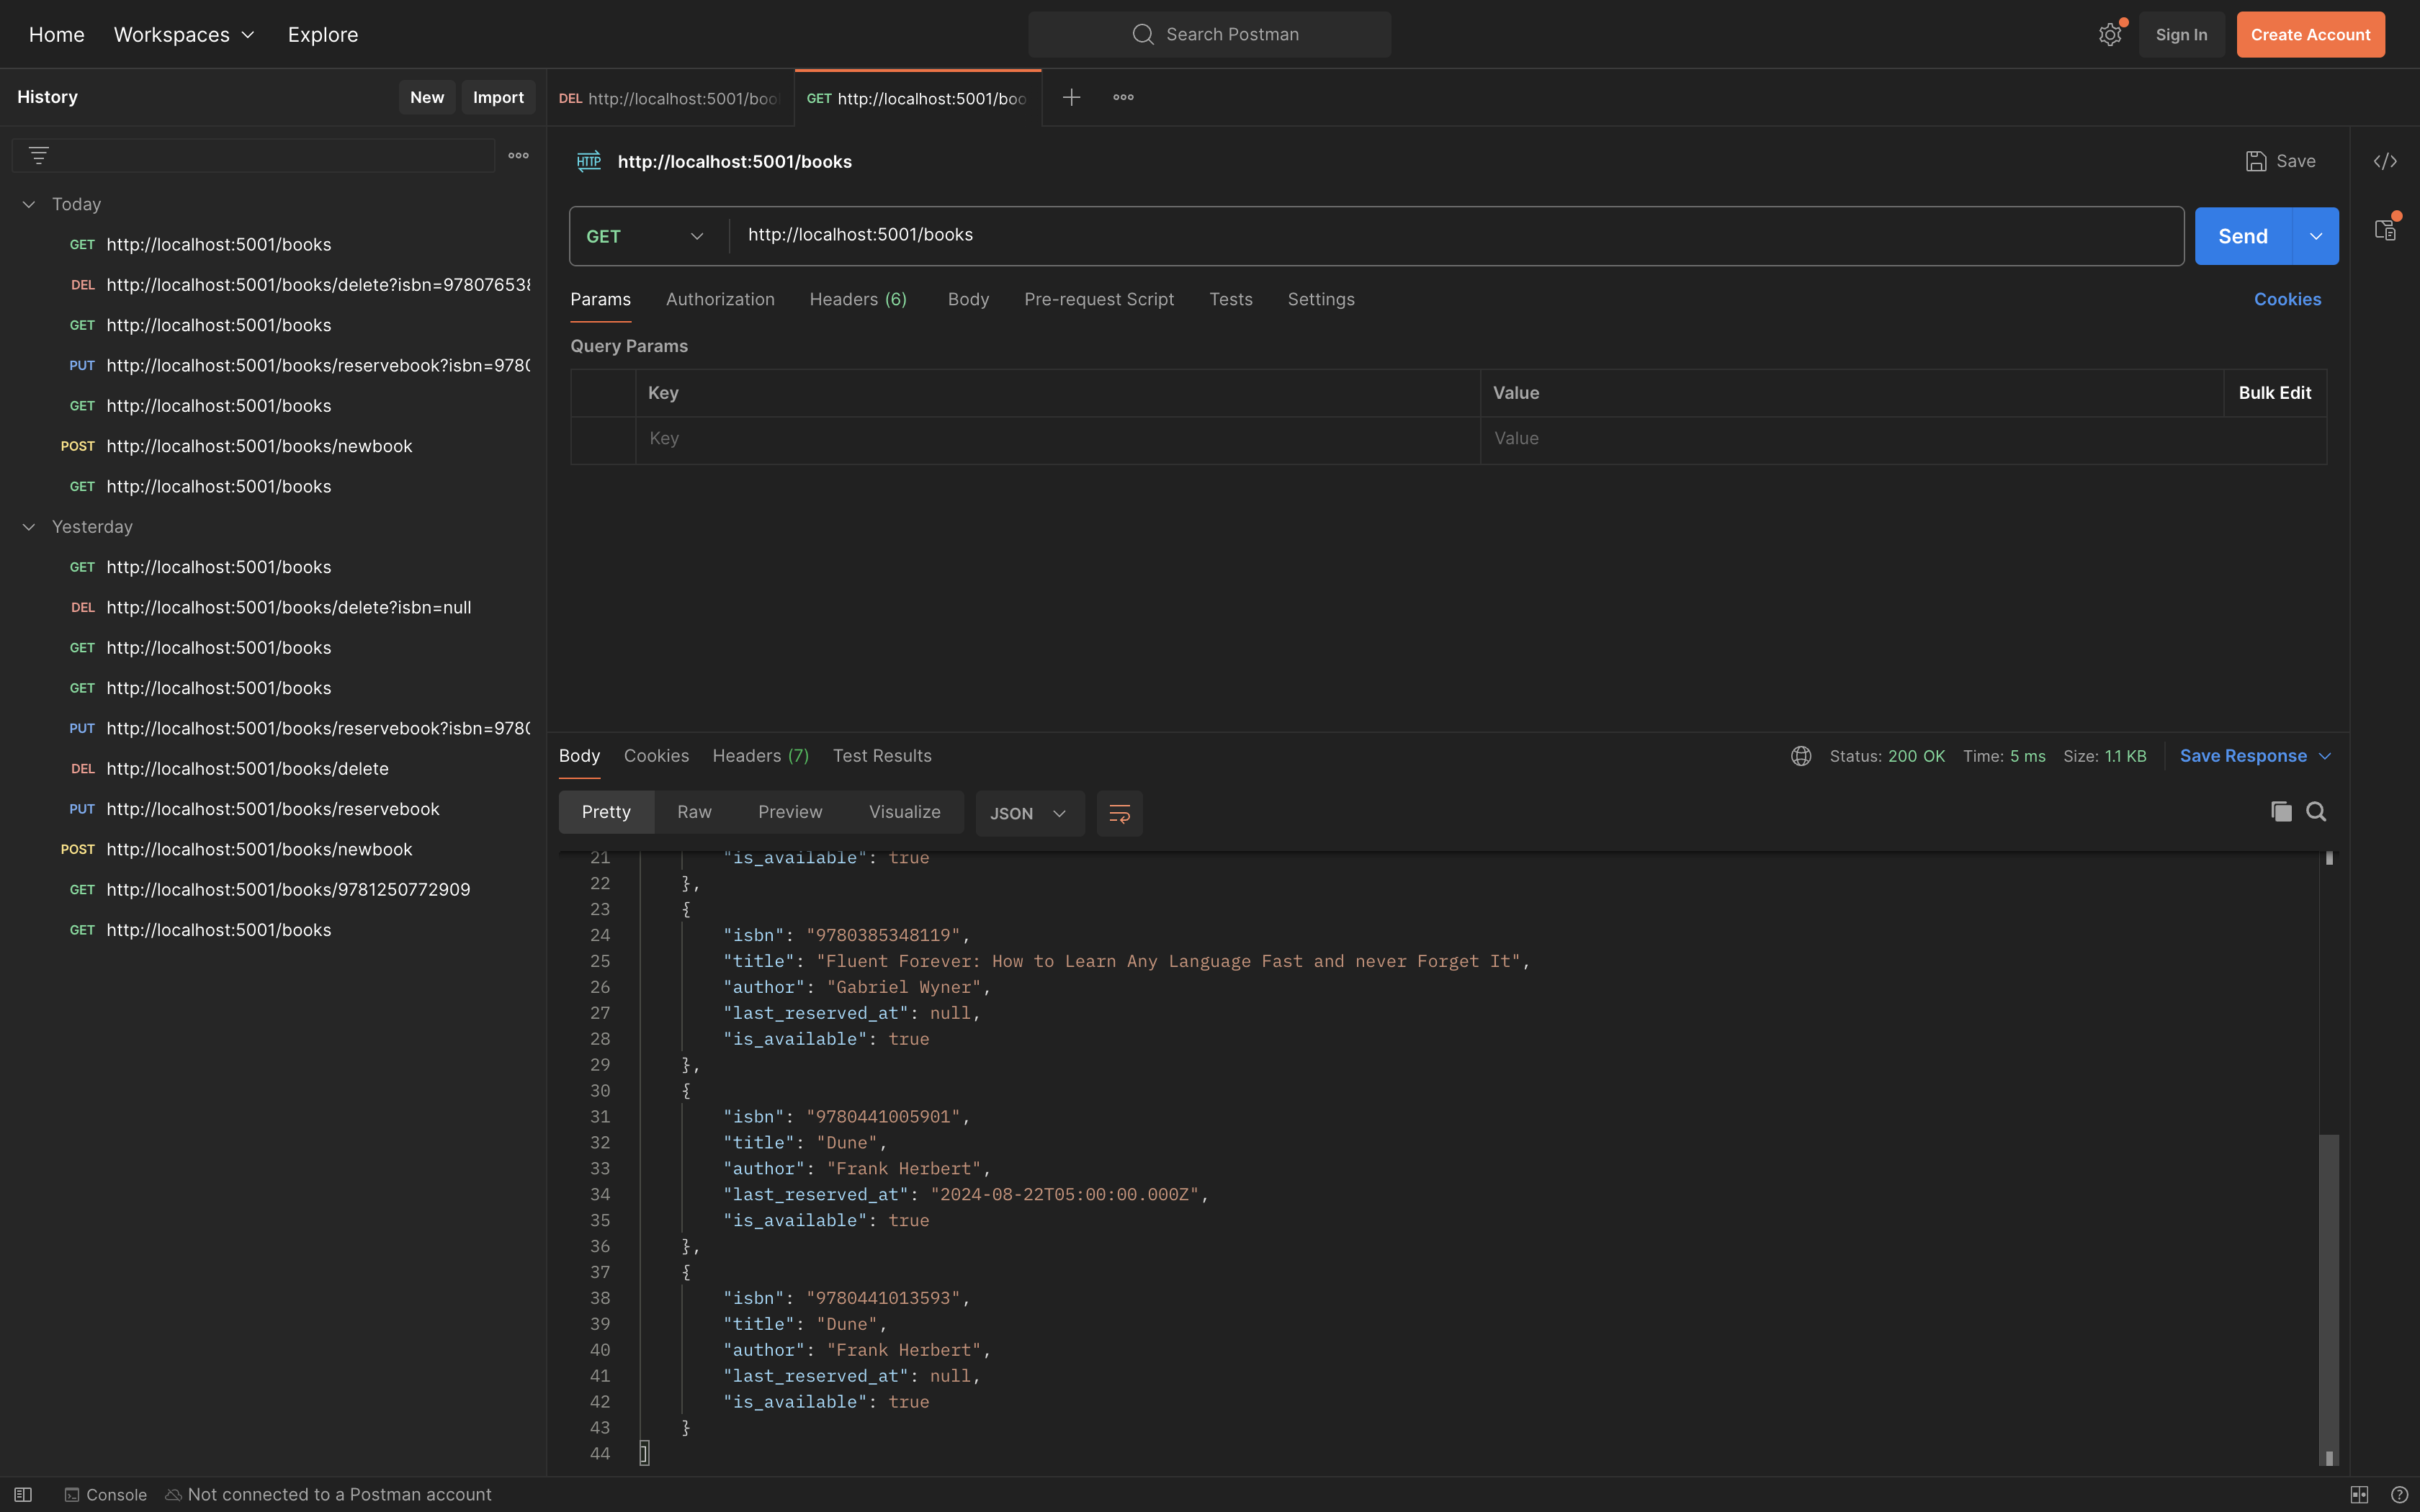 Home Workspaces Explore Search Postman Sign In Create Account
History New Import
DEL http://localhost:5001/boo GET http://localhost:5001/boo
http://localhost:5001/books Save
GET http://localhost:5001/books Send
Params Authorization Headers (6) Body Pre-request Script Tests Settings Cookies
Query Params
Key Value Bulk Edit
Key Value
Today
GET http://localhost:5001/books
DEL http://localhost:5001/books/delete?isbn=978076538
GET http://localhost:5001/books
PUT http://localhost:5001/books/reservebook?isbn=9780
GET http://localhost:5001/books
POST http://localhost:5001/books/newbook
GET http://localhost:5001/books
Yesterday
GET http://localhost:5001/books
DEL http://localhost:5001/books/delete?isbn=null
GET http://localhost:5001/books
GET http://localhost:5001/books
PUT http://localhost:5001/books/reservebook?isbn=9780
DEL http://localhost:5001/books/delete
PUT http://localhost:5001/books/reservebook
POST http://localhost:5001/books/newbook
GET http://localhost:5001/books/9781250772909
GET http://localhost:5001/books
Body Cookies Headers (7) Test Results Status: 200 OK Time: 5 ms Size: 1.1 KB Save Response
Pretty Raw Preview Visualize JSON
21 "is_available": true
22 },
23 {
24 "isbn": "9780385348119",
25 "title": "Fluent Forever: How to Learn Any Language Fast and never Forget It",
26 "author": "Gabriel Wyner",
27 "last_reserved_at": null,
28 "is_available": true
29 },
30 {
31 "isbn": "9780441005901",
32 "title": "Dune",
33 "author": "Frank Herbert",
34 "last_reserved_at": "2024-08-22T05:00:00.000Z",
35 "is_available": true
36 },
37 {
38 "isbn": "9780441013593",
39 "title": "Dune",
40 "author": "Frank Herbert",
41 "last_reserved_at": null,
42 "is_available": true
43 }
44 ]
Console Not connected to a Postman account